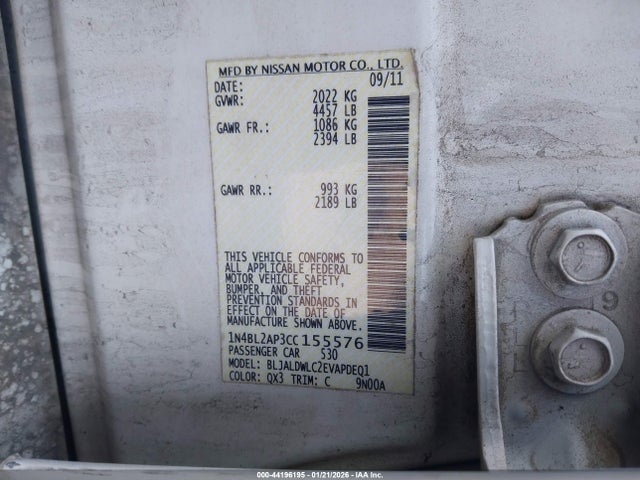 MFD BY NISSAN MOTOR CO., LTD.
DATE: 09/11
GVWR: 2022 KG
4457 LB
GAWR FR.: 1086 KG
2394 LB
GAWR RR.: 993 KG
2189 LB
THIS VEHICLE CONFORMS TO
ALL APPLICABLE FEDERAL
MOTOR VEHICLE SAFETY,
BUMPER, AND THEFT
PREVENTION STANDARDS IN
EFFECT ON THE DATE OF
MANUFACTURE SHOWN ABOVE.
1N4BL2AP3CC155576
PASSENGER CAR 530
MODEL: BLJALDWLC2EVAPDEQ1
COLOR: QX3 TRIM: C 9N00A
000-44196195 - 01/21/2026 - IAA Inc.